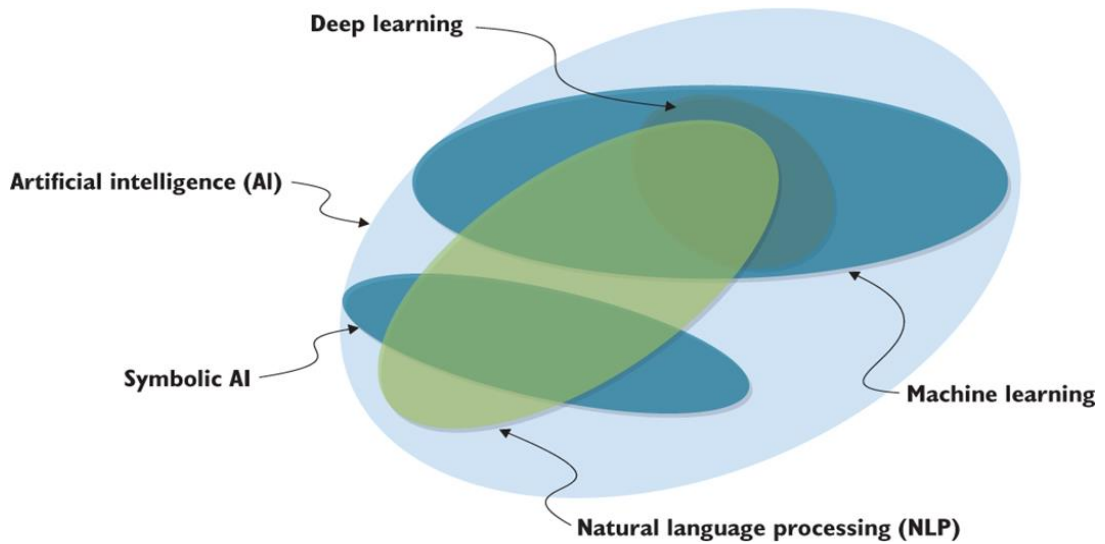 Deep learning
Artificial intelligence (AI)
Symbolic AI
Machine learning
Natural language processing (NLP)